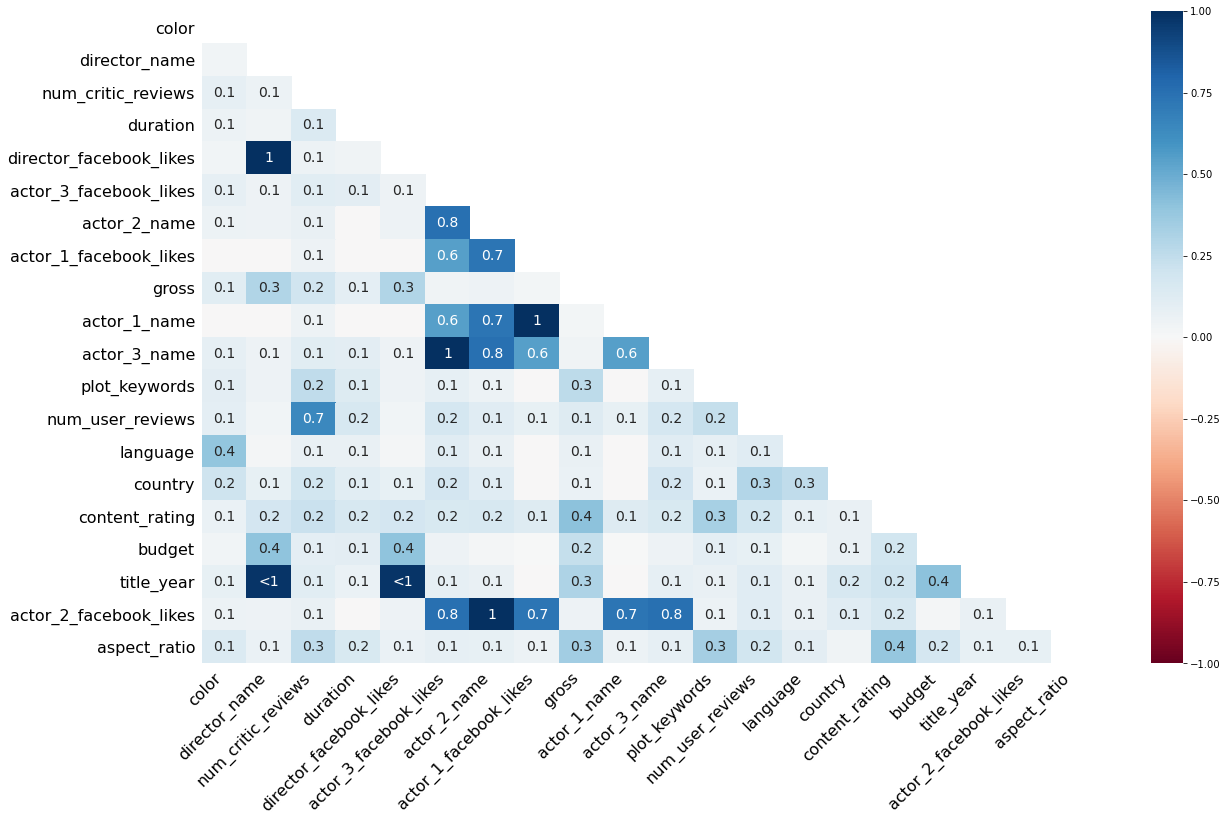 color
director_name
num_critic_reviews 0.1 0.1
duration 0.1 0.1
director_facebook_likes 1 0.1
actor_3_facebook_likes 0.1 0.1 0.1 0.1 0.1
actor_2_name 0.1 0.1 0.8
actor_1_facebook_likes 0.1 0.6 0.7
gross 0.1 0.3 0.2 0.1 0.3
actor_1_name 0.1 0.6 0.7 1
actor_3_name 0.1 0.1 0.1 0.1 0.1 1 0.8 0.6 0.6
plot_keywords 0.1 0.2 0.1 0.1 0.1 0.3 0.1
num_user_reviews 0.1 0.7 0.2 0.2 0.1 0.1 0.1 0.1 0.2 0.2
language 0.4 0.1 0.1 0.1 0.1 0.1 0.1 0.1 0.1
country 0.2 0.1 0.2 0.1 0.1 0.2 0.1 0.1 0.2 0.1 0.3 0.3
content_rating 0.1 0.2 0.2 0.2 0.2 0.2 0.2 0.1 0.4 0.1 0.2 0.3 0.2 0.1 0.1
budget 0.4 0.1 0.1 0.4 0.2 0.1 0.1 0.1 0.2
title_year 0.1 <1 0.1 0.1 <1 0.1 0.1 0.3 0.1 0.1 0.1 0.1 0.2 0.2 0.4
actor_2_facebook_likes 0.1 0.1 0.8 1 0.7 0.7 0.8 0.1 0.1 0.1 0.1 0.2 0.1
aspect_ratio 0.1 0.1 0.3 0.2 0.1 0.1 0.1 0.1 0.3 0.1 0.1 0.3 0.2 0.1 0.4 0.2 0.1 0.1
color
director_name
num_critic_reviews
duration
director_facebook_likes
actor_3_facebook_likes
actor_2_name
actor_1_facebook_likes
gross
actor_1_name
actor_3_name
plot_keywords
num_user_reviews
language
country
content_rating
budget
title_year
actor_2_facebook_likes
aspect_ratio
1.00
0.75
0.50
0.25
0.00
−0.25
−0.50
−0.75
−1.00